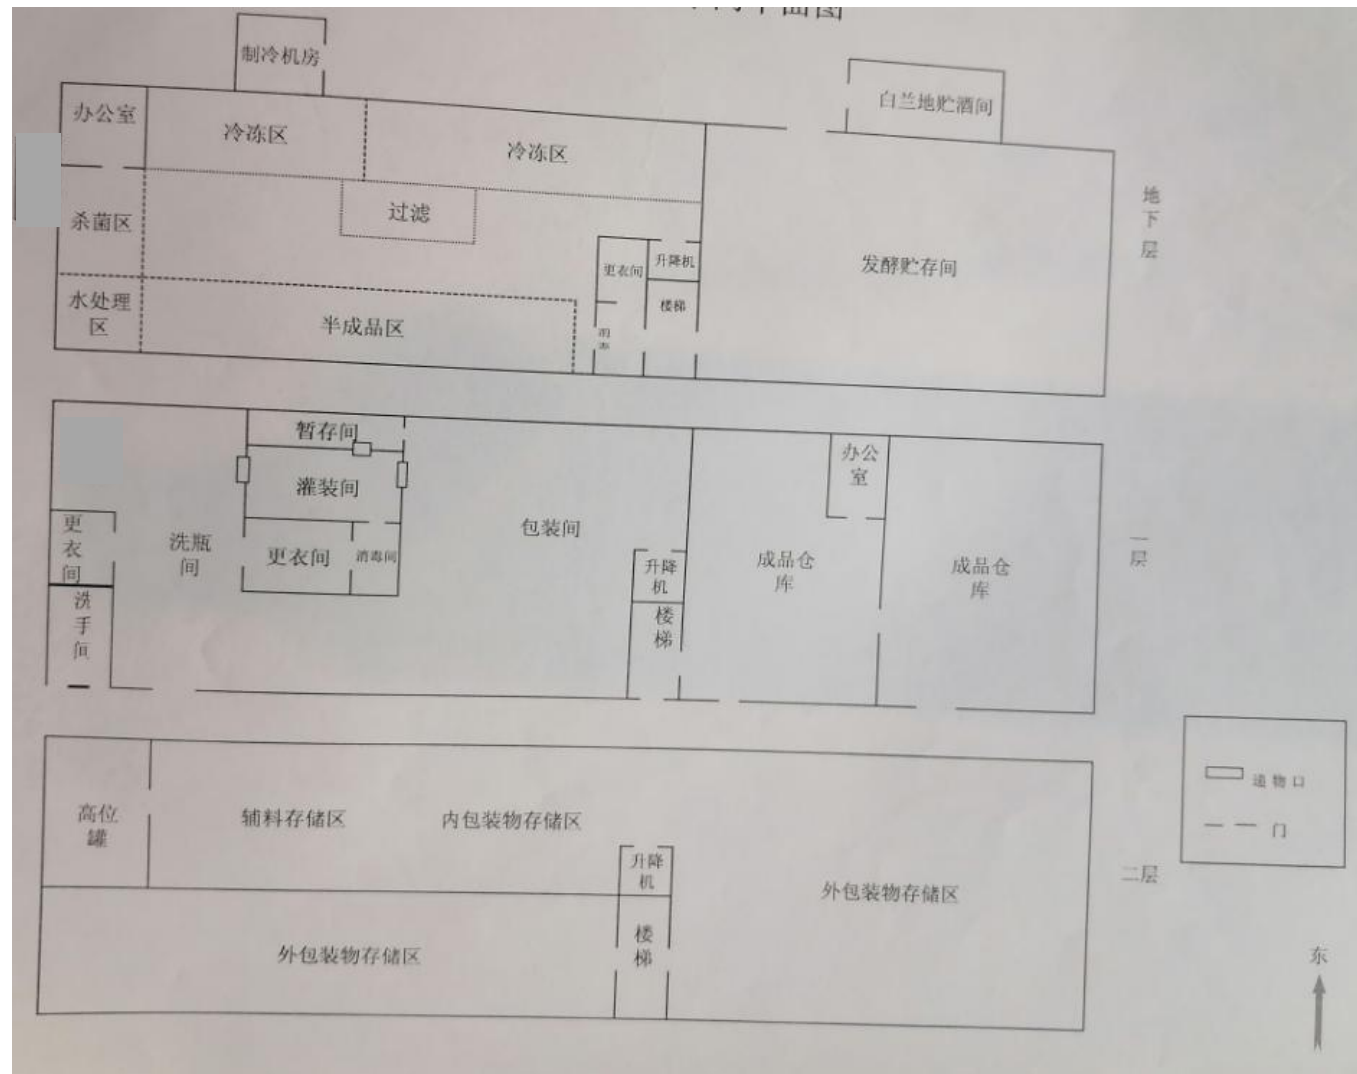 平面图
制冷机房
白兰地贮酒间
办公室
冷冻区
冷冻区
过滤
杀菌区
更衣间
升降机
楼梯
发酵贮存间
水处理
区
半成品区
消
毒
地
下
层
暂存间
灌装间
办公
室
更
衣
间
洗瓶
间
更衣间
消毒间
包装间
升降
机
成品仓
库
成品仓
库
一
层
洗
手
间
楼
梯
高位
罐
辅料存储区
内包装物存储区
升降
机
外包装物存储区
二层
外包装物存储区
楼
梯
递物口
门
东